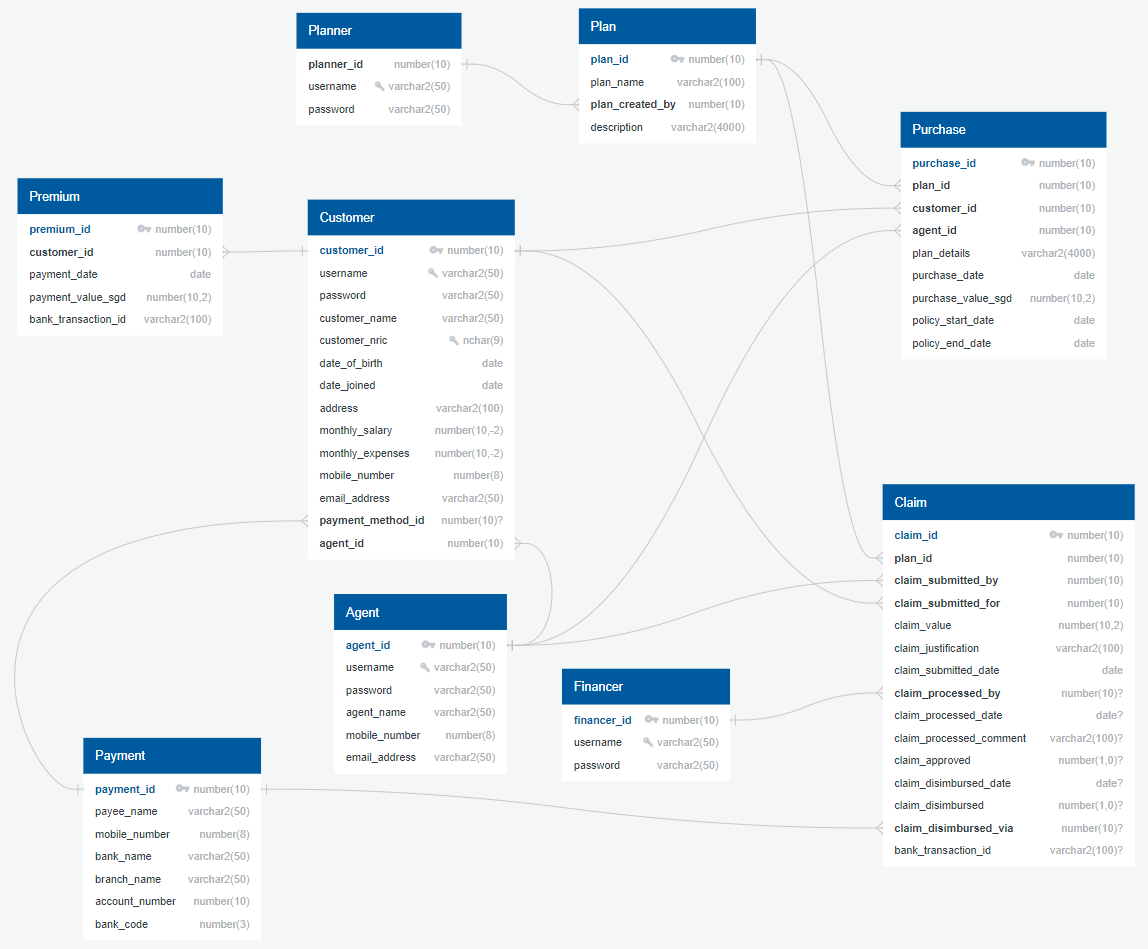 Planner
planner_id number(10)
username varchar2(50)
password varchar2(50)
Plan
plan_id number(10)
plan_name varchar2(100)
plan_created_by number(10)
description varchar2(4000)
Purchase
purchase_id number(10)
plan_id number(10)
customer_id number(10)
agent_id number(10)
plan_details varchar2(4000)
purchase_date date
purchase_value_sgd number(10,2)
policy_start_date date
policy_end_date date
Premium
premium_id number(10)
customer_id number(10)
payment_date date
payment_value_sgd number(10,2)
bank_transaction_id varchar2(100)
Customer
customer_id number(10)
username varchar2(50)
password varchar2(50)
customer_name varchar2(50)
customer_nric nchar(9)
date_of_birth date
date_joined date
address varchar2(100)
monthly_salary number(10,-2)
monthly_expenses number(10,-2)
mobile_number number(8)
email_address varchar2(50)
payment_method_id number(10)?
agent_id number(10)
Claim
claim_id number(10)
plan_id number(10)
claim_submitted_by number(10)
claim_submitted_for number(10)
claim_value number(10,2)
claim_justification varchar2(100)
claim_submitted_date date
claim_processed_by number(10)?
claim_processed_date date?
claim_processed_comment varchar2(100)?
claim_approved number(1,0)?
claim_disimbursed_date date?
claim_disimbursed number(1,0)?
claim_disimbursed_via number(10)?
bank_transaction_id varchar2(100)?
Agent
agent_id number(10)
username varchar2(50)
password varchar2(50)
agent_name varchar2(50)
mobile_number number(8)
email_address varchar2(50)
Financer
financer_id number(10)
username varchar2(50)
password varchar2(50)
Payment
payment_id number(10)
payee_name varchar2(50)
mobile_number number(8)
bank_name varchar2(50)
branch_name varchar2(50)
account_number number(10)
bank_code number(3)